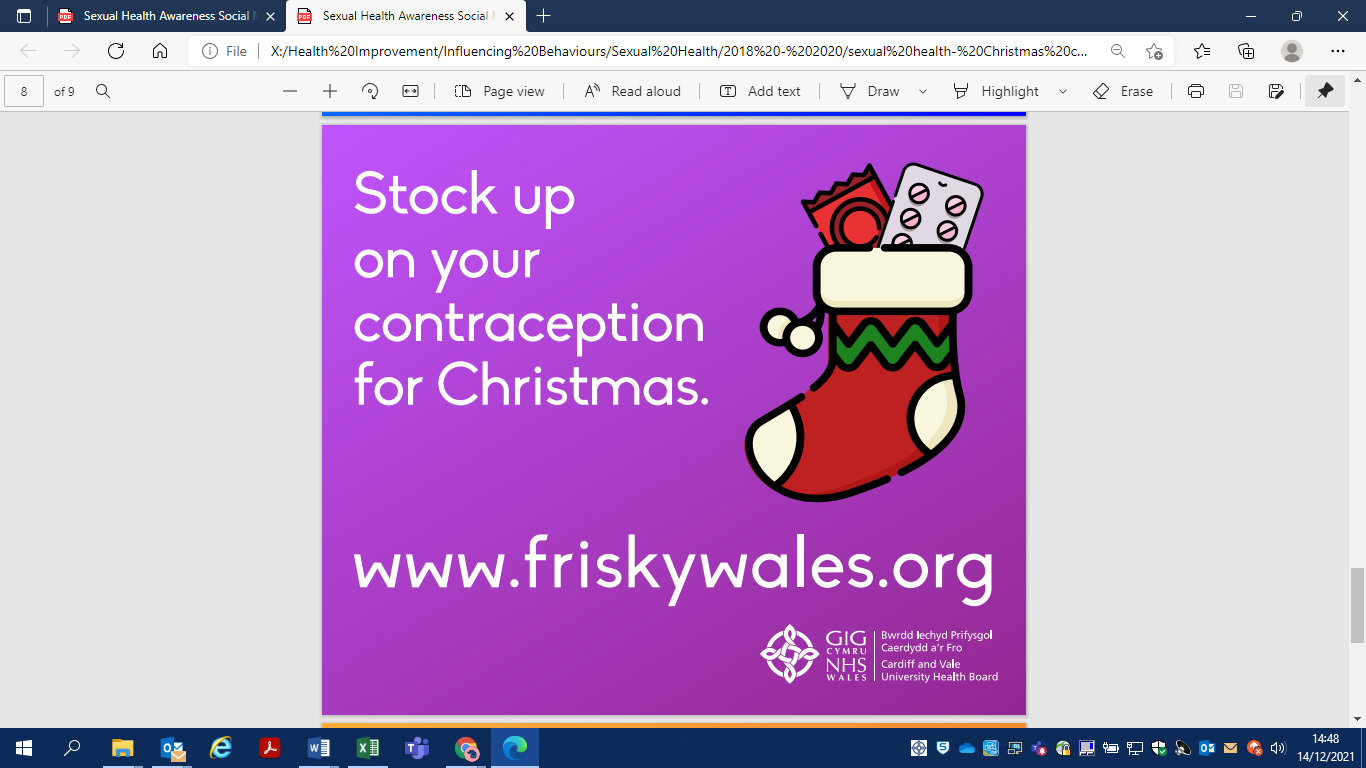 Sexual Health Awareness Social
Sexual Health Awareness Social
File
X:/Health%20Improvement/Influencing%20Behaviours/Sexual%20Health/2018%20-%202020/sexual%20health-%20Christmas%20c...
8 of 9
Page view
Read aloud
Add text
Draw
Highlight
Erase
Stock up
on your
contraception
for Christmas.
www.friskywales.org
GIG
CYMRU
NHS
WALES
Bwrdd Iechyd Prifysgol
Caerdydd a'r Fro
Cardiff and Vale
University Health Board
14:48
14/12/2021